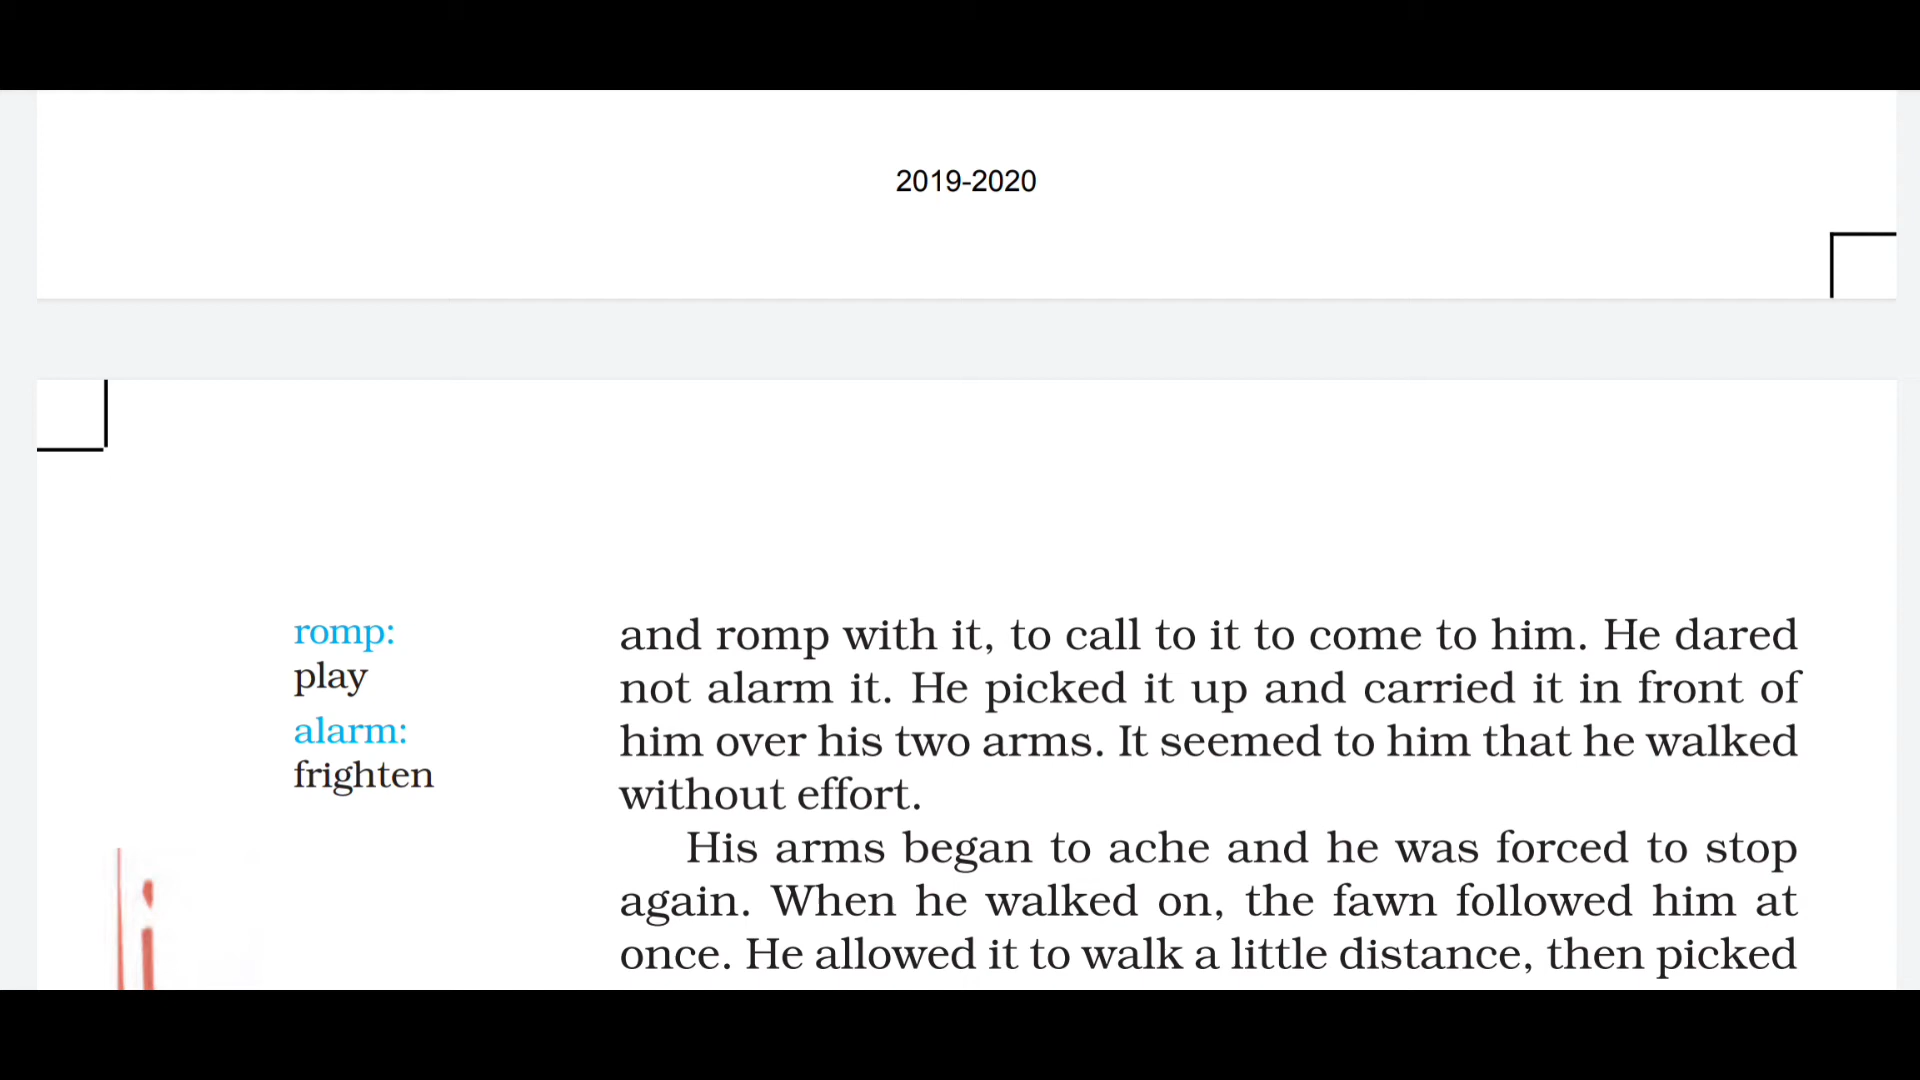 2019-2020
romp:
play
alarm:
frighten
and romp with it, to call to it to come to him. He dared
not alarm it. He picked it up and carried it in front of
him over his two arms. It seemed to him that he walked
without effort.
His arms began to ache and he was forced to stop
again. When he walked on, the fawn followed him at
once. He allowed it to walk a little distance, then picked